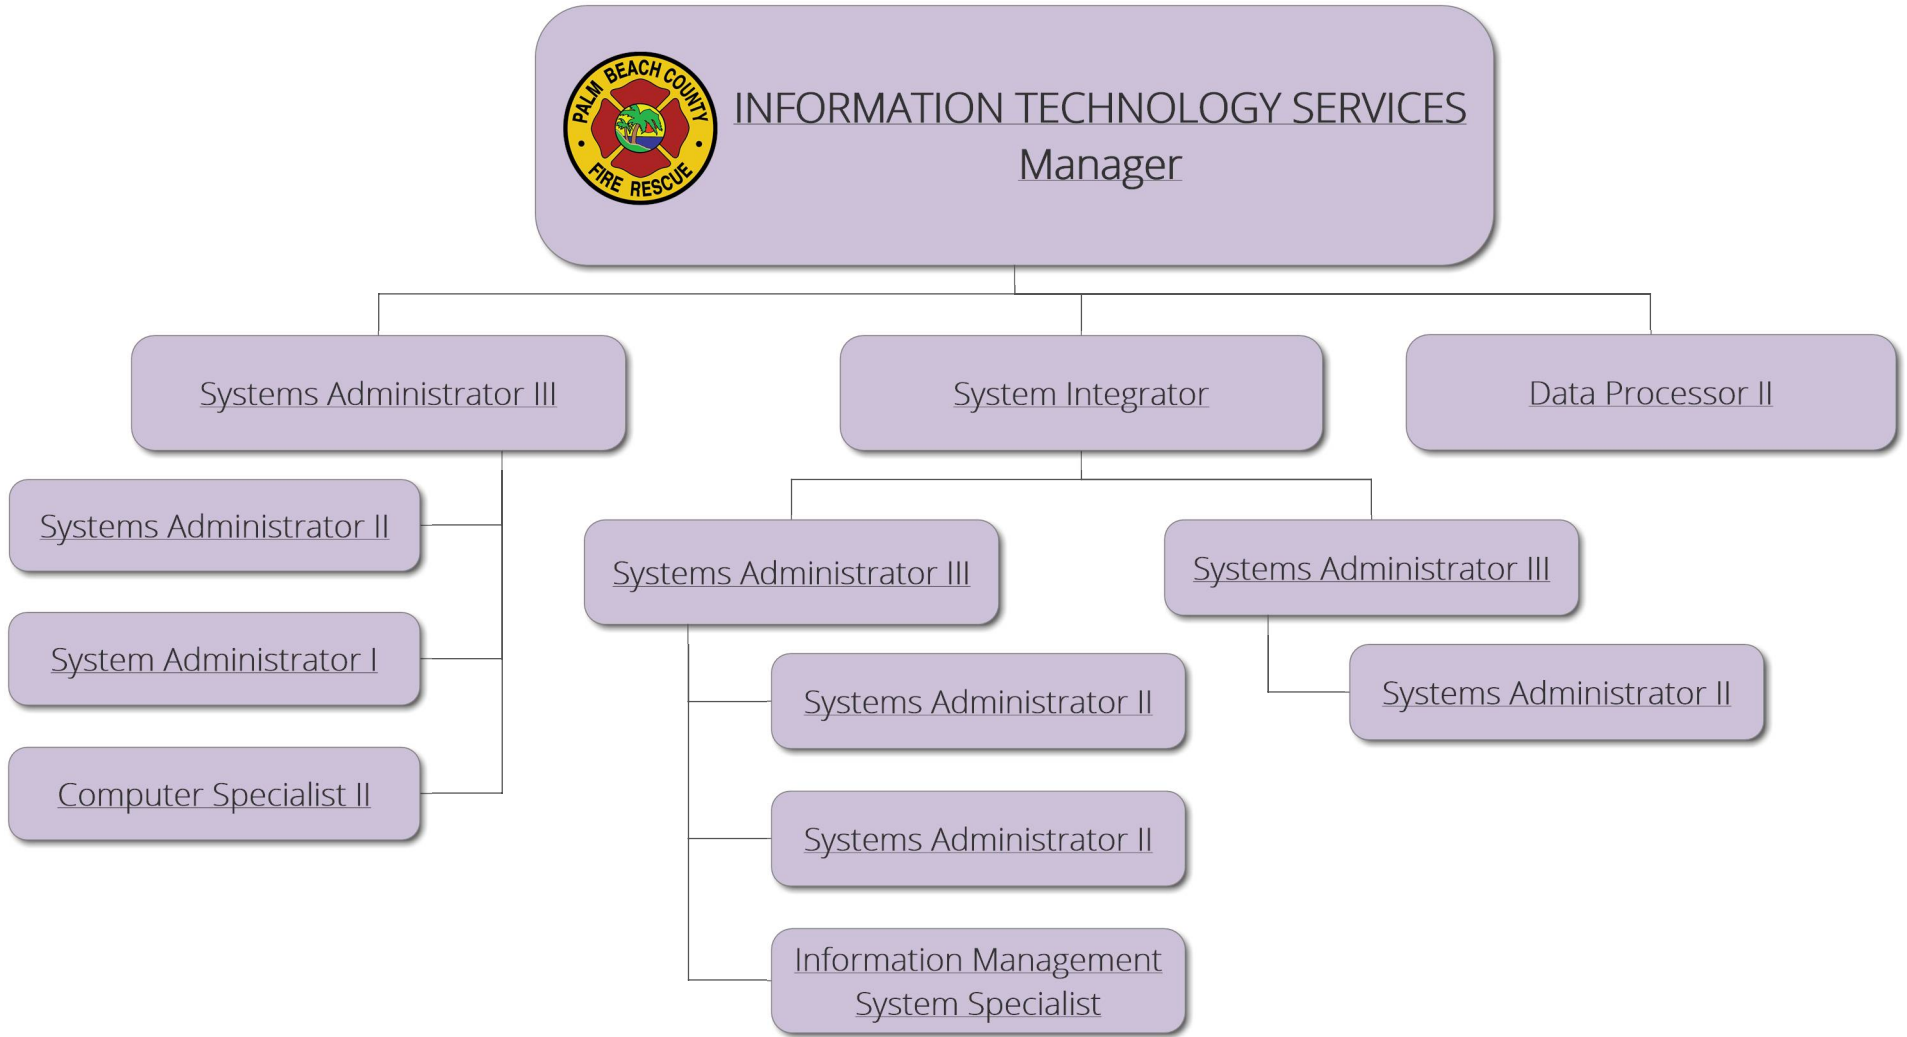 PALM BEACH COUNTY
FIRE RESCUE
INFORMATION TECHNOLOGY SERVICES
Manager
Systems Administrator III
System Integrator
Data Processor II
Systems Administrator II
System Administrator I
Computer Specialist II
Systems Administrator III
Systems Administrator III
Systems Administrator II
Systems Administrator II
Information Management
System Specialist
Systems Administrator II